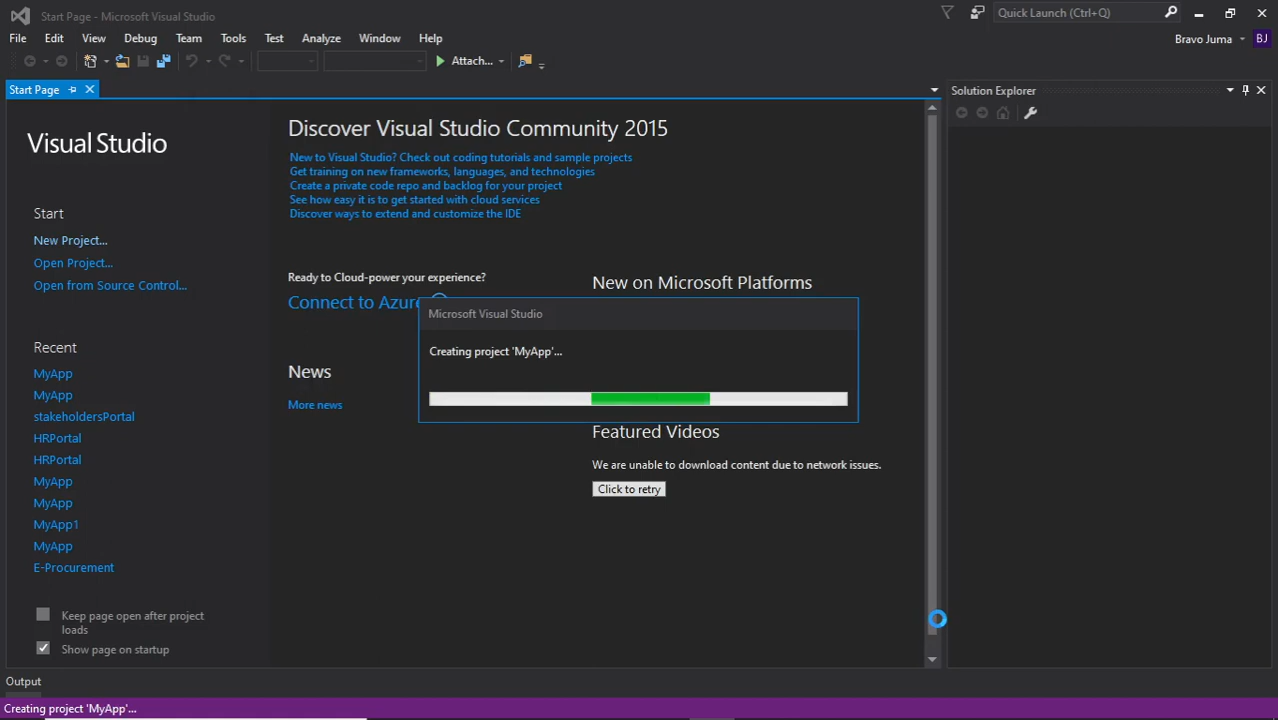 Start Page - Microsoft Visual Studio
Quick Launch (Ctrl+Q)
File Edit View Debug Team Tools Test Analyze Window Help
Bravo Juma BJ
Attach...
Start Page
Solution Explorer
Visual Studio
Start
New Project...
Open Project...
Open from Source Control...
Recent
MyApp
MyApp
stakeholdersPortal
HRPortal
HRPortal
MyApp
MyApp
MyApp1
MyApp
E-Procurement
Keep page open after project
loads
Show page on startup
Discover Visual Studio Community 2015
New to Visual Studio? Check out coding tutorials and sample projects
Get training on new frameworks, languages, and technologies
Create a private code repo and backlog for your project
See how easy it is to get started with cloud services
Discover ways to extend and customize the IDE
Ready to Cloud-power your experience?
Connect to Azure
News
More news
New on Microsoft Platforms
Microsoft Visual Studio
Creating project 'MyApp'...
Featured Videos
We are unable to download content due to network issues.
Click to retry
Output
Creating project 'MyApp'...